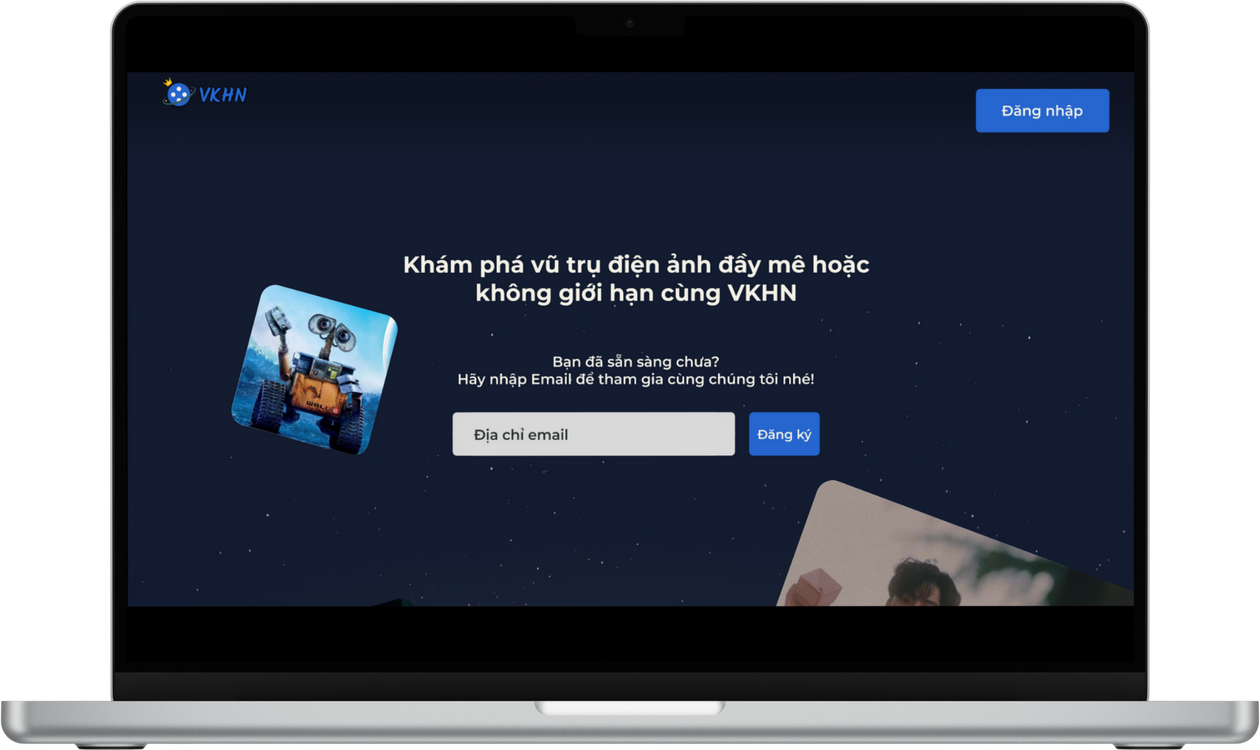 VKHN
Đăng nhập
Khám phá vũ trụ điện ảnh đầy mê hoặc
không giới hạn cùng VKHN
Bạn đã sẵn sàng chưa?
Hãy nhập Email để tham gia cùng chúng tôi nhé!
Địa chỉ email
Đăng ký
WALL·E